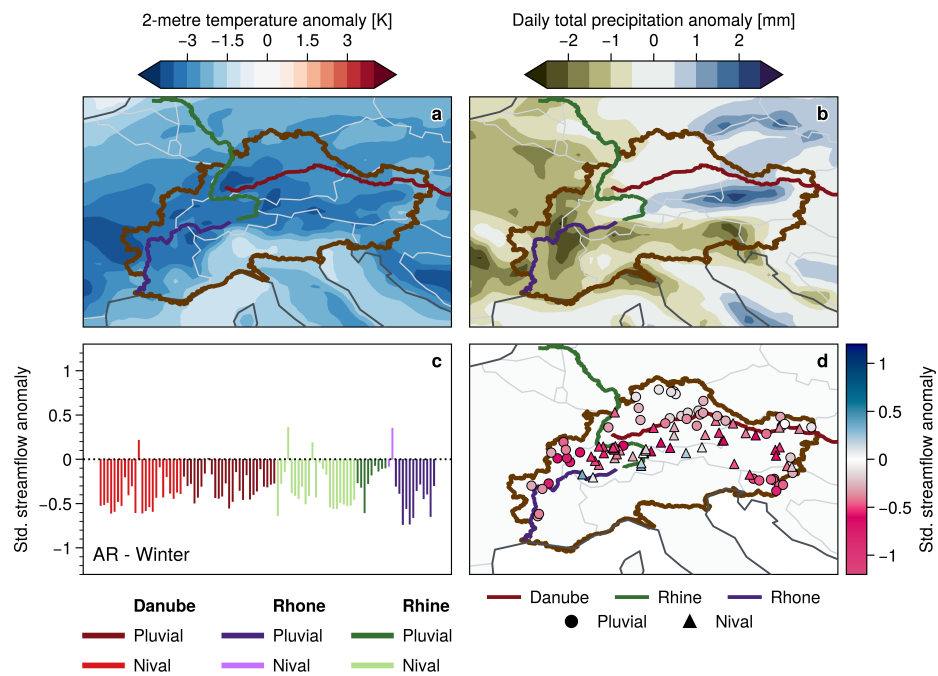 2-metre temperature anomaly [K]
−3 −1.5 0 1.5 3
Daily total precipitation anomaly [mm]
−2 −1 0 1 2
a
b
Std. streamflow anomaly
1
0.5
0
−0.5
−1
c
AR - Winter
d
1
0.5
0
−0.5
−1
Std. streamflow anomaly
Danube Rhone Rhine
Pluvial Pluvial Pluvial
Nival Nival Nival
Danube Rhine Rhone
Pluvial Nival